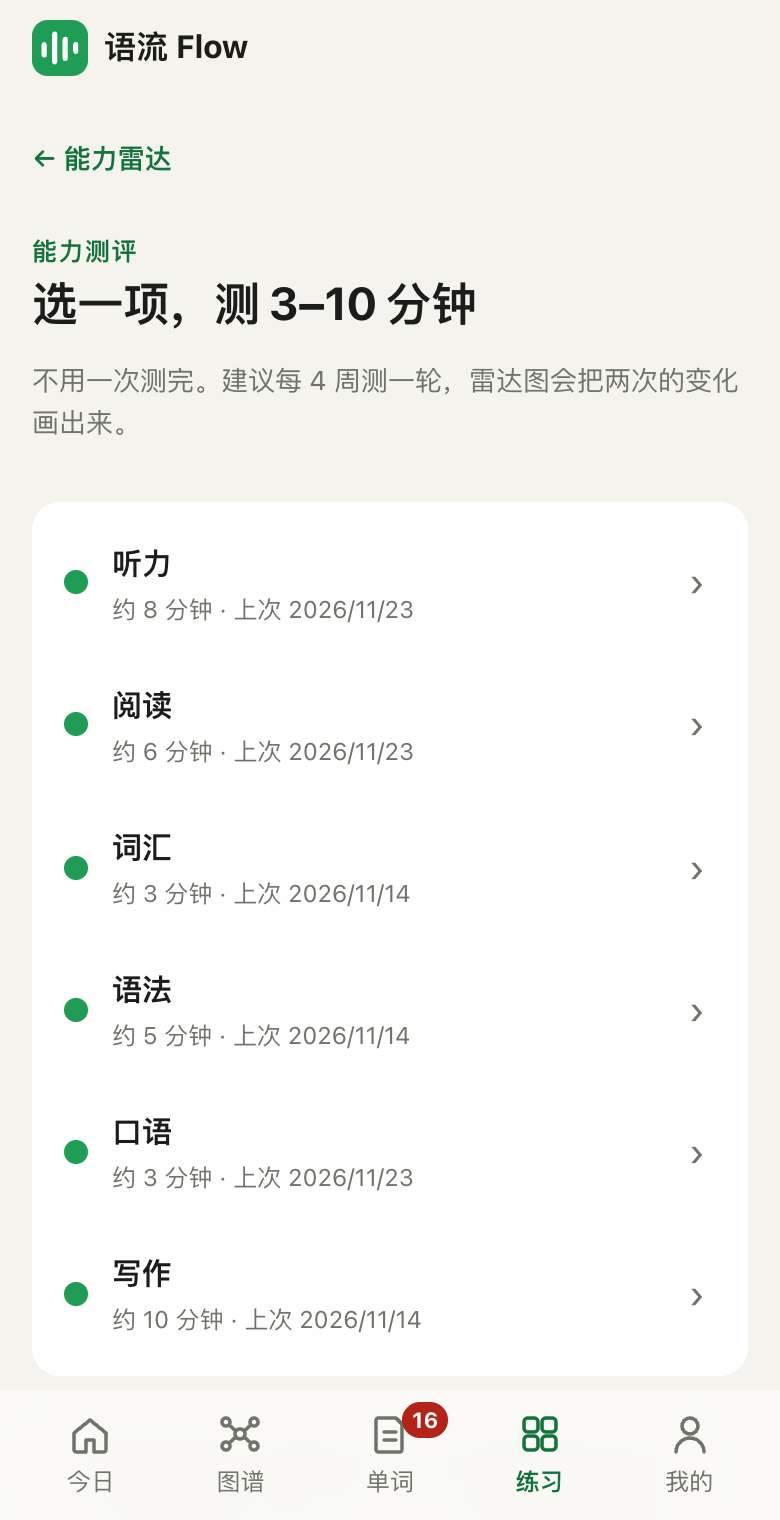 语流 Flow
← 能力雷达
能力测评
选一项，测 3–10 分钟
不用一次测完。建议每 4 周测一轮，雷达图会把两次的变化
画出来。
听力
约 8 分钟 · 上次 2026/11/23
阅读
约 6 分钟 · 上次 2026/11/23
词汇
约 3 分钟 · 上次 2026/11/14
语法
约 5 分钟 · 上次 2026/11/14
口语
约 3 分钟 · 上次 2026/11/23
写作
约 10 分钟 · 上次 2026/11/14
16
今日 图谱 单词 练习 我的